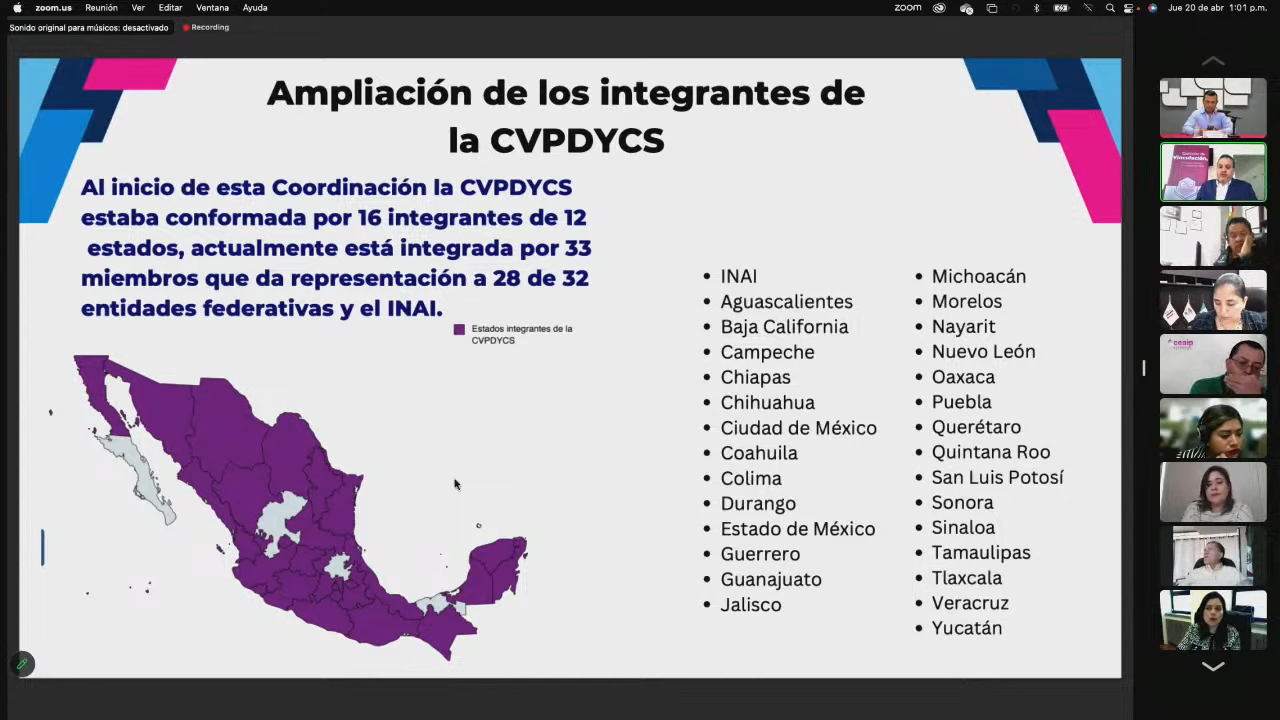 zoom.us Reunión Ver Editar Ventana Ayuda
zoom Jue 20 de abr 1:01 p.m.
Sonido original para músicos: desactivado Recording
Ampliación de los integrantes de
la CVPDYCS
Al inicio de esta Coordinación la CVPDYCS
estaba conformada por 16 integrantes de 12
estados, actualmente está integrada por 33
miembros que da representación a 28 de 32
entidades federativas y el INAI.
Estados integrantes de la
CVPDYCS
• INAI
• Aguascalientes
• Baja California
• Campeche
• Chiapas
• Chihuahua
• Ciudad de México
• Coahuila
• Colima
• Durango
• Estado de México
• Guerrero
• Guanajuato
• Jalisco
• Michoacán
• Morelos
• Nayarit
• Nuevo León
• Oaxaca
• Puebla
• Querétaro
• Quintana Roo
• San Luis Potosí
• Sonora
• Sinaloa
• Tamaulipas
• Tlaxcala
• Veracruz
• Yucatán
Vinculación,